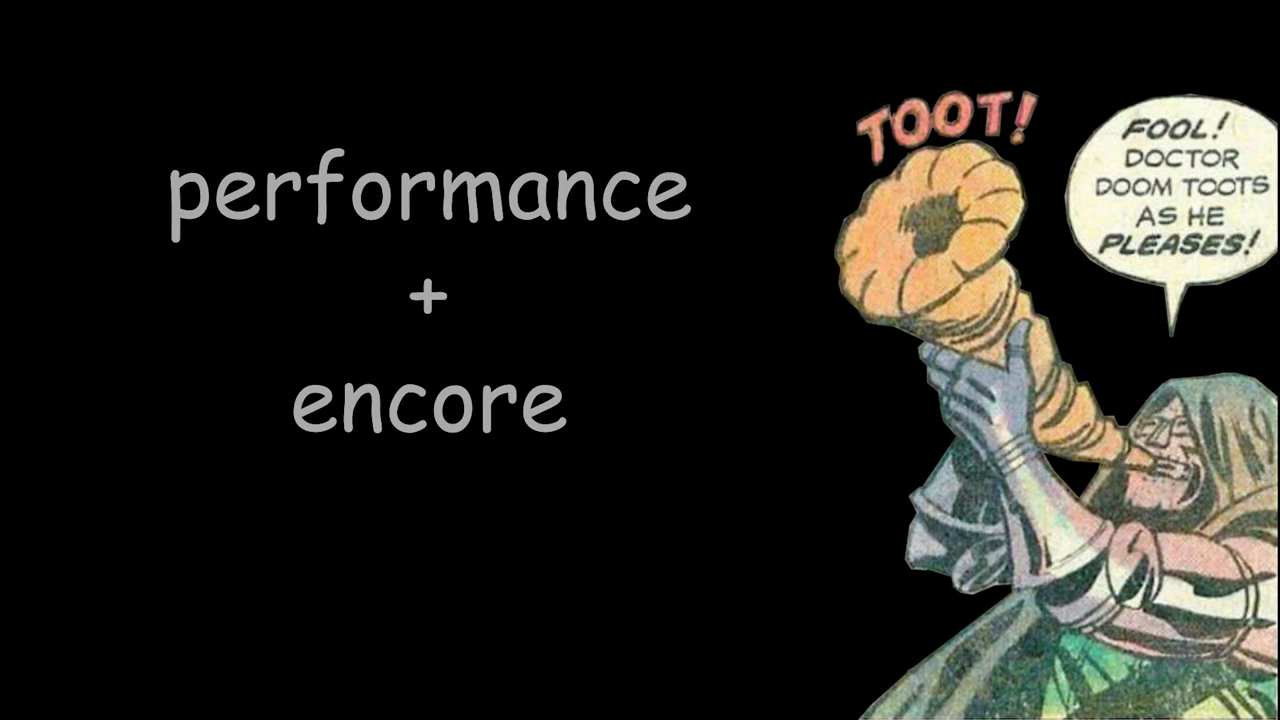 performance
+
encore
TOOT!
FOOL!
DOCTOR
DOOM TOOTS
AS HE
PLEASES!